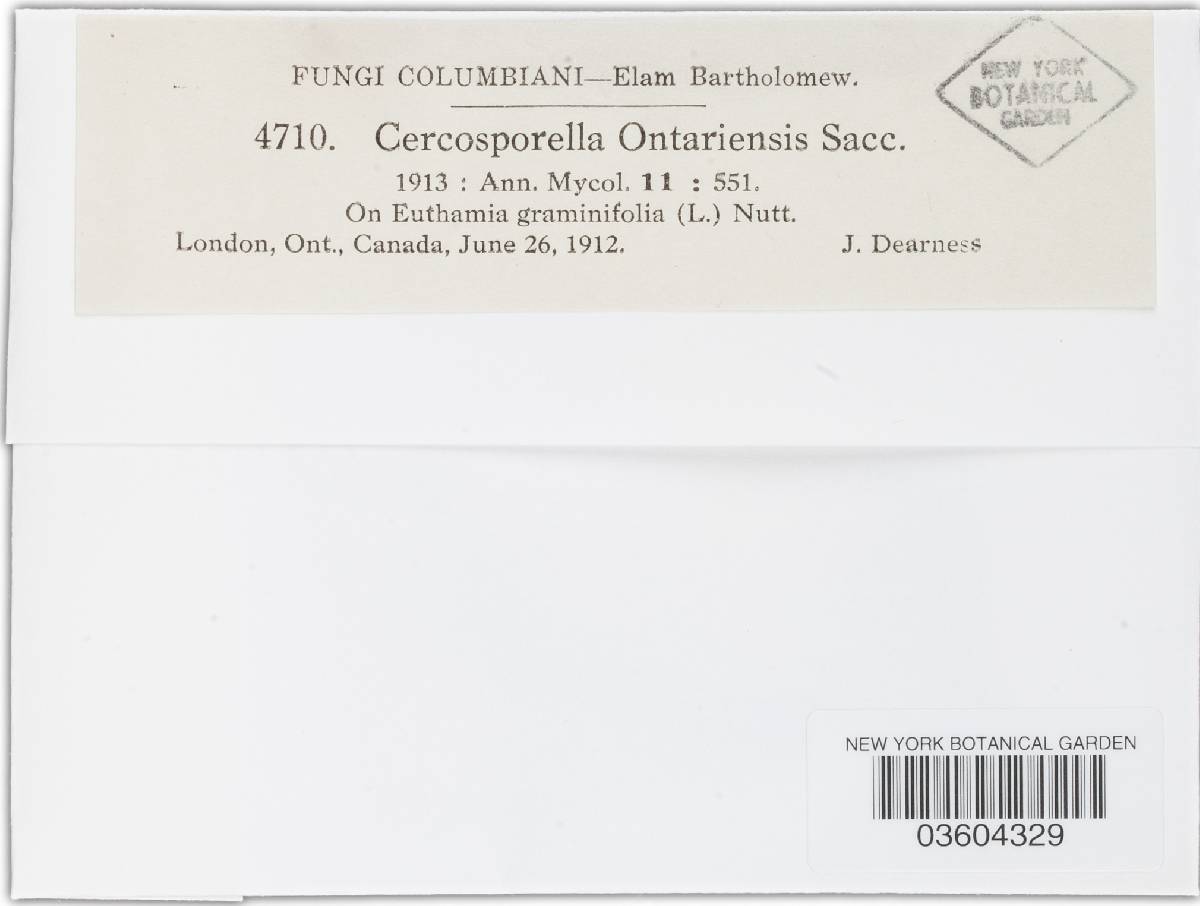 FUNGI COLUMBIANI—Elam Bartholomew.
4710. Cercosporella Ontariensis Sacc.
1913 : Ann. Mycol. 11 : 551.
On Euthamia graminifolia (L.) Nutt.
London, Ont., Canada, June 26, 1912. J. Dearness
NEW YORK
BOTANICAL
GARDEN
NEW YORK BOTANICAL GARDEN
03604329